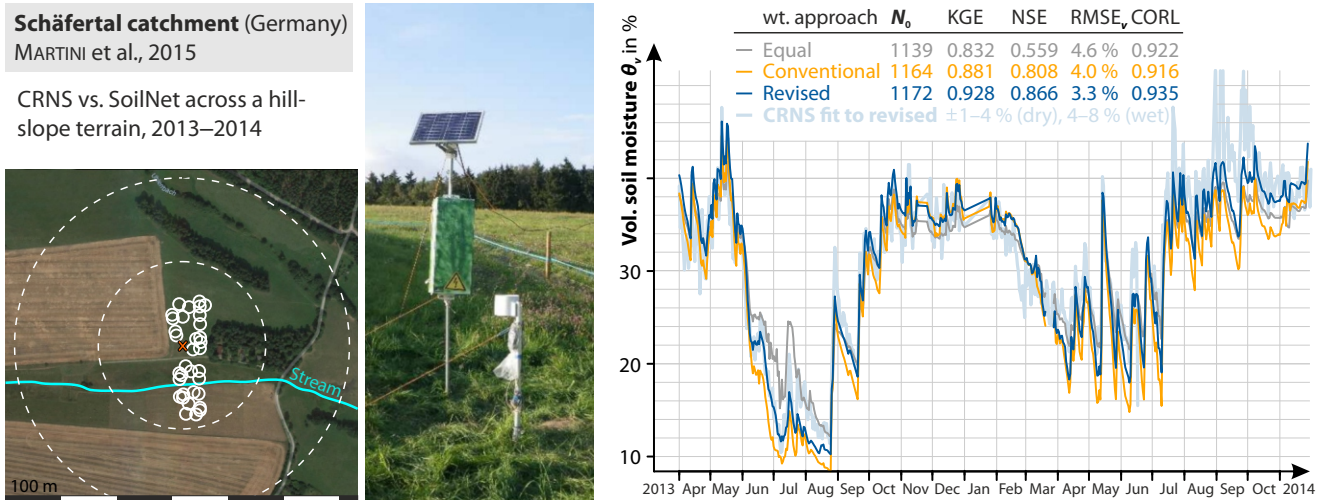 Schäfertal catchment (Germany)
MARTINI et al., 2015
CRNS vs. SoilNet across a hill-
slope terrain, 2013–2014
Stream
100 m
wt. approach N₀ KGE NSE RMSEᵥ CORL
Equal 1139 0.832 0.559 4.6 % 0.922
Conventional 1164 0.881 0.808 4.0 % 0.916
Revised 1172 0.928 0.866 3.3 % 0.935
CRNS fit to revised ±1–4 % (dry), 4–8 % (wet)
Vol. soil moisture θᵥ in %
30
20
10
2013 Apr May Jun Jul Aug Sep Oct Nov Dec Jan Feb Mar Apr May Jun Jul Aug Sep Oct 2014